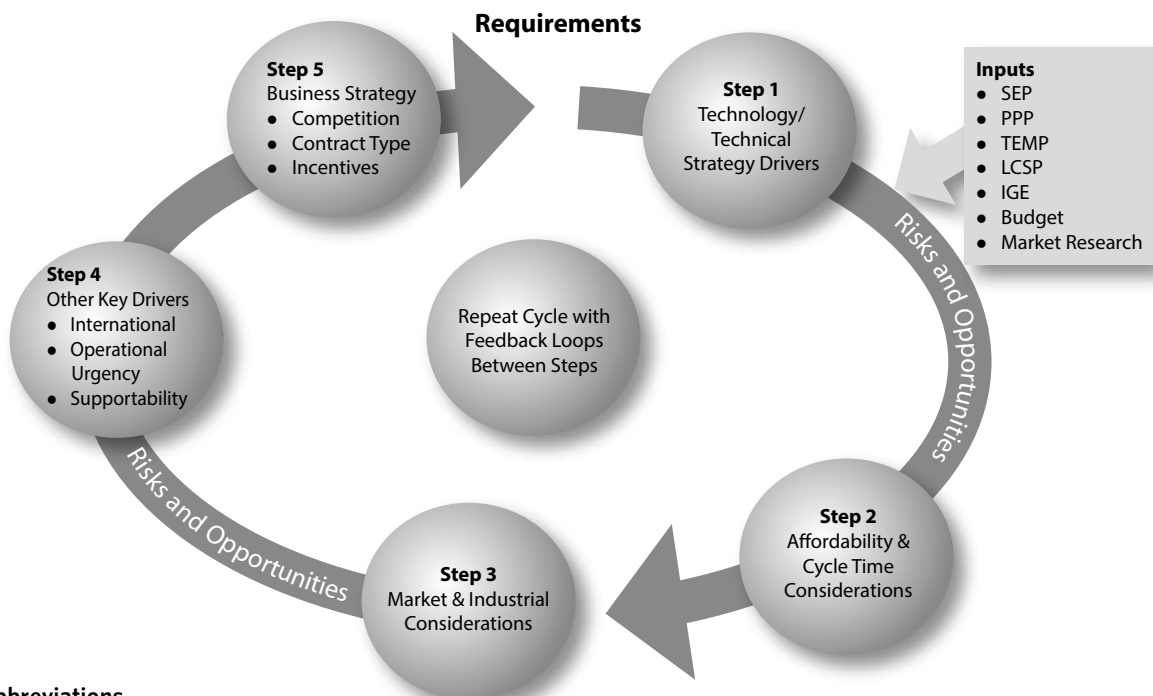 Requirements
Step 1
Technology/
Technical
Strategy Drivers
Inputs
● SEP
● PPP
● TEMP
● LCSP
● IGE
● Budget
● Market Research
Risks and Opportunities
Step 2
Affordability &
Cycle Time
Considerations
Step 3
Market & Industrial
Considerations
Risks and Opportunities
Step 4
Other Key Drivers
● International
● Operational
Urgency
● Supportability
Step 5
Business Strategy
● Competition
● Contract Type
● Incentives
Repeat Cycle with
Feedback Loops
Between Steps